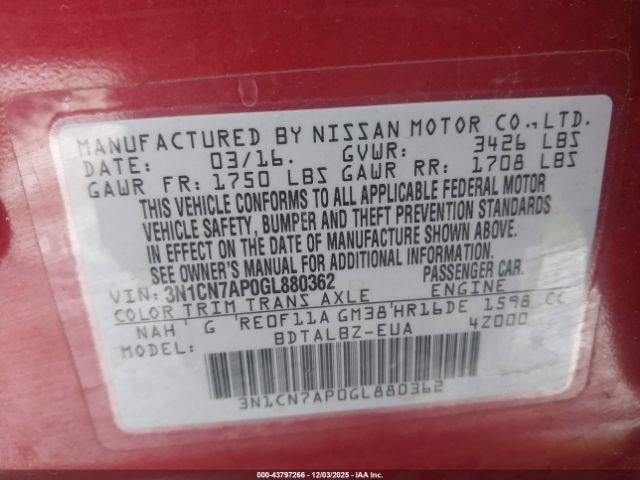 MANUFACTURED BY NISSAN MOTOR CO.,LTD.
DATE: 03/16. GVWR: 3426 LBS
GAWR FR: 1750 LBS GAWR RR: 1708 LBS
THIS VEHICLE CONFORMS TO ALL APPLICABLE FEDERAL MOTOR
VEHICLE SAFETY, BUMPER AND THEFT PREVENTION STANDARDS
IN EFFECT ON THE DATE OF MANUFACTURE SHOWN ABOVE.
SEE OWNER'S MANUAL FOR ADDITIONAL INFORMATION.
VIN: 3N1CN7AP0GL880362 PASSENGER CAR.
COLOR TRIM TRANS AXLE ENGINE
NAH G RE0F11A GM38 HR16DE 1598 CC
MODEL: BDTALBZ-EUA 4Z000
3N1CN7AP0GL880362
000-43797266 - 12/03/2025 - IAA Inc.